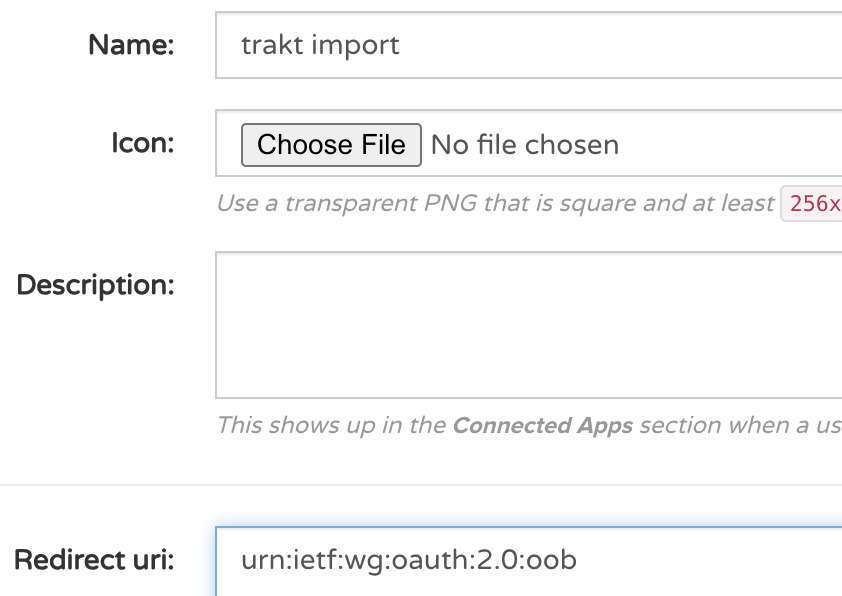 Name: trakt import
Icon: Choose File No file chosen
Use a transparent PNG that is square and at least 256x
Description:
This shows up in the Connected Apps section when a us
Redirect uri: urn:ietf:wg:oauth:2.0:oob